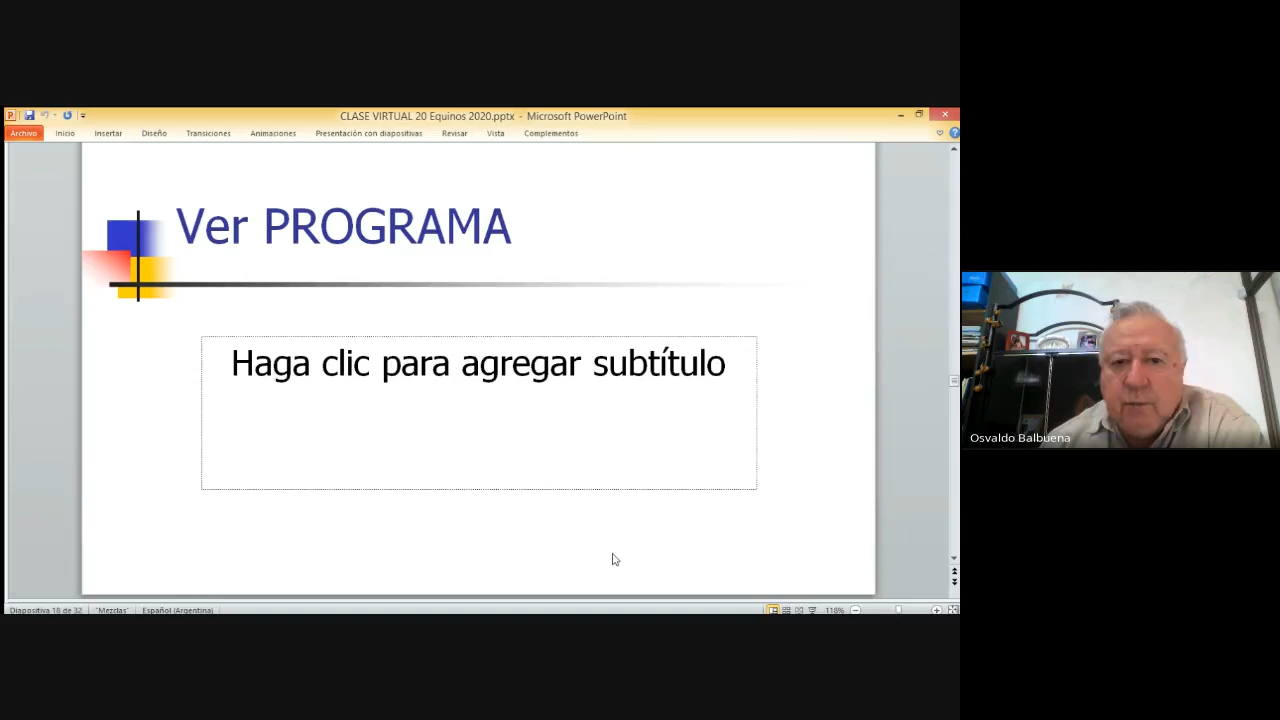 CLASE VIRTUAL 20 Equinos 2020.pptx - Microsoft PowerPoint
Archivo Inicio Insertar Diseño Transiciones Animaciones Presentación con diapositivas Revisar Vista Complementos
Ver PROGRAMA
Haga clic para agregar subtítulo
Osvaldo Balbuena
Diapositiva 18 de 32 "Mezclas" Español (Argentina) 118%